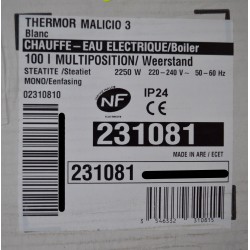 THERMOR MALICIO 3
Blanc
CHAUFFE-EAU ELECTRIQUE/Boiler
100 l MULTIPOSITION/ Weerstand
STEATITE /Steatiet 2250 W 220-240 V- 50-60 Hz
MONO/Eenfasing
02310810
NF IP24
CE
231081
231081
MADE IN ARE / ECET